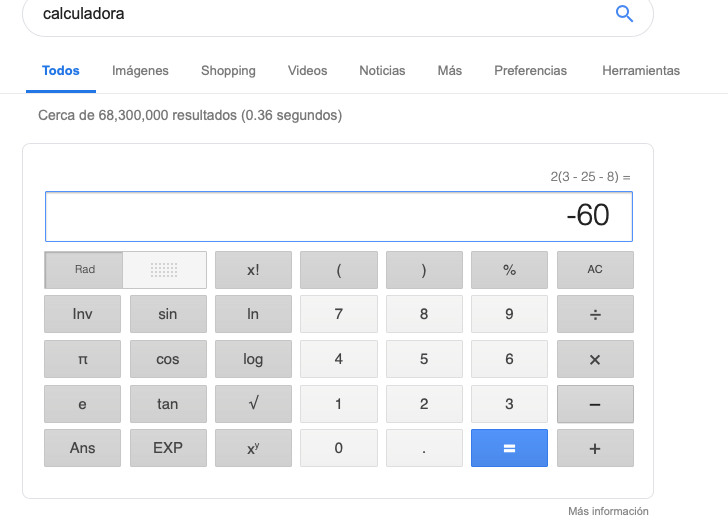 calculadora
Todos Imágenes Shopping Videos Noticias Más Preferencias Herramientas
Cerca de 68,300,000 resultados (0.36 segundos)
2(3 - 25 - 8) =
-60
Rad x! ( ) % AC
Inv sin ln 7 8 9 ÷
π cos log 4 5 6 ×
e tan √ 1 2 3 −
Ans EXP xʸ 0 . = +
Más información